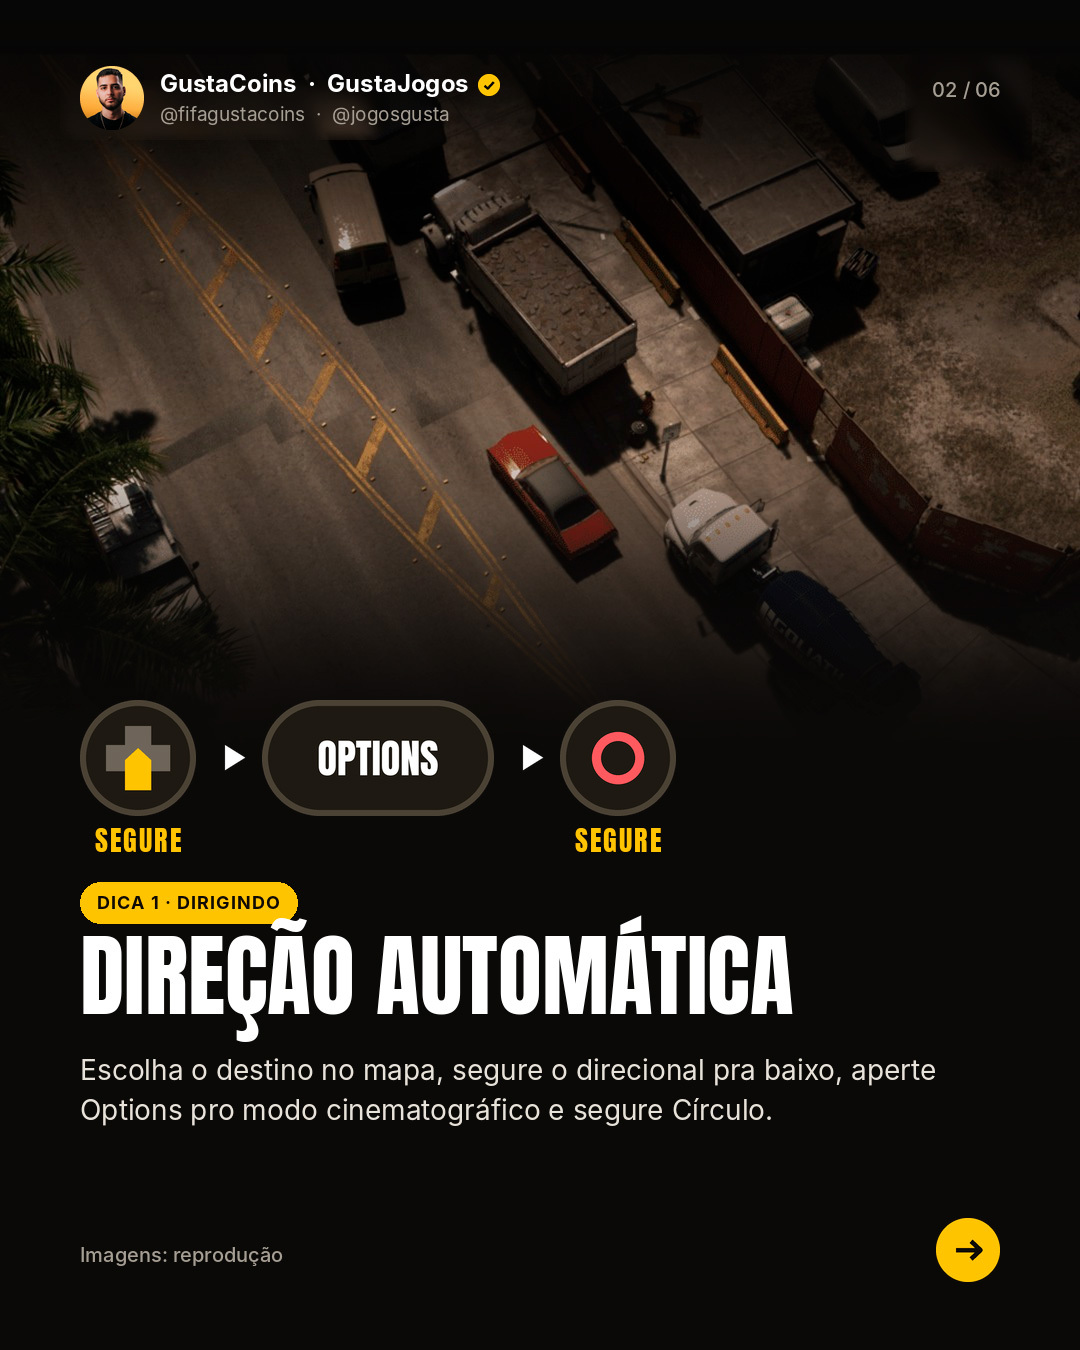 GustaCoins · GustaJogos
@fifagustacoins · @jogosgusta
02 / 06
OPTIONS
SEGURE
SEGURE
DICA 1 · DIRIGINDO
DIREÇÃO AUTOMÁTICA
Escolha o destino no mapa, segure o direcional pra baixo, aperte
Options pro modo cinematográfico e segure Círculo.
Imagens: reprodução